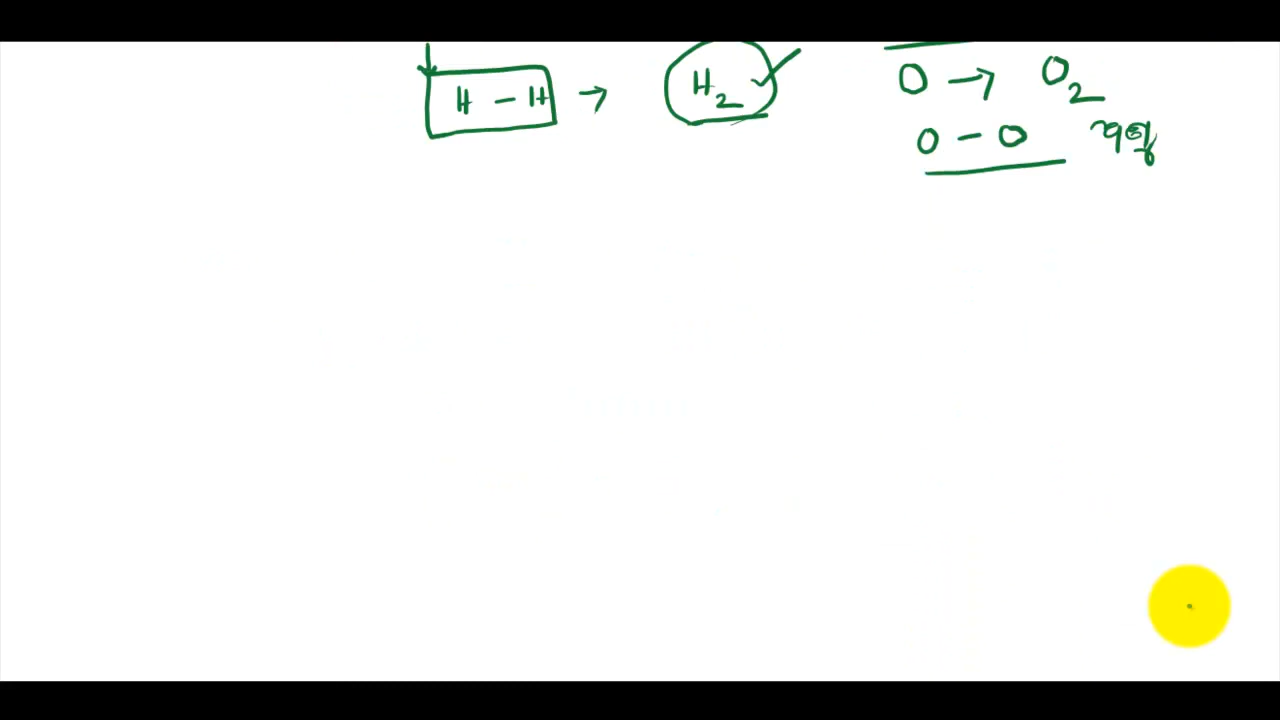 H – H → H₂ ✓
O → O₂
O – O